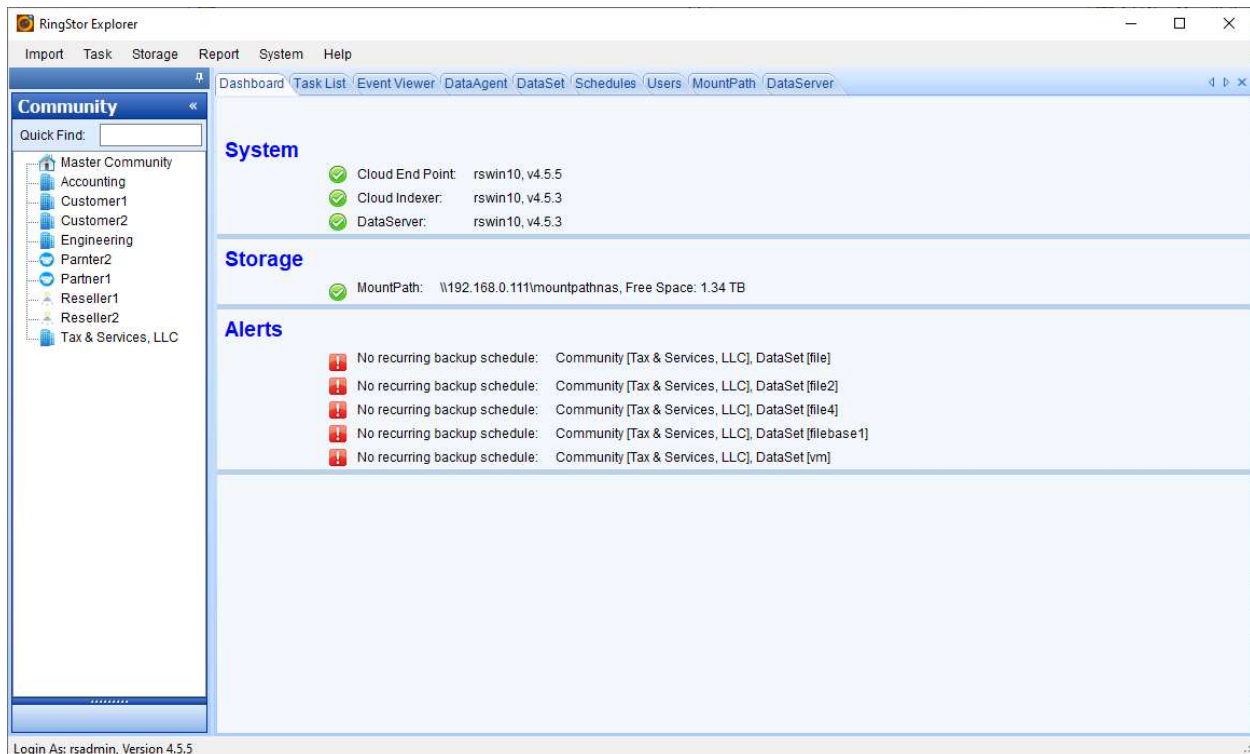 RingStor Explorer
Import Task Storage Report System Help
Community «
Quick Find:
Master Community
Accounting
Customer1
Customer2
Engineering
Parnter2
Partner1
Reseller1
Reseller2
Tax & Services, LLC
Dashboard Task List Event Viewer DataAgent DataSet Schedules Users MountPath DataServer
System
Cloud End Point: rswin10, v4.5.5
Cloud Indexer: rswin10, v4.5.3
DataServer: rswin10, v4.5.3
Storage
MountPath: \\192.168.0.111\mountpathnas, Free Space: 1.34 TB
Alerts
No recurring backup schedule: Community [Tax & Services, LLC], DataSet [file]
No recurring backup schedule: Community [Tax & Services, LLC], DataSet [file2]
No recurring backup schedule: Community [Tax & Services, LLC], DataSet [file4]
No recurring backup schedule: Community [Tax & Services, LLC], DataSet [filebase1]
No recurring backup schedule: Community [Tax & Services, LLC], DataSet [vm]
Login As: rsadmin, Version 4.5.5